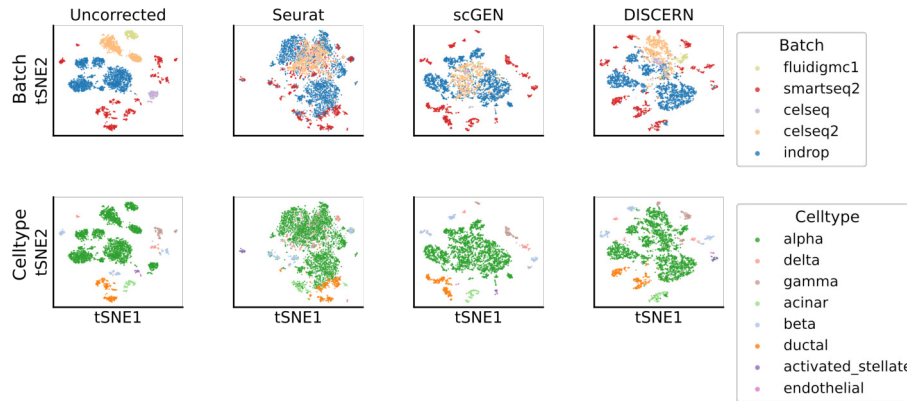 Uncorrected
Seurat
scGEN
DISCERN
Batch
tSNE2
Batch
fluidigmc1
smartseq2
celseq
celseq2
indrop
Celltype
tSNE2
tSNE1
tSNE1
tSNE1
tSNE1
Celltype
alpha
delta
gamma
acinar
beta
ductal
activated_stellate
endothelial